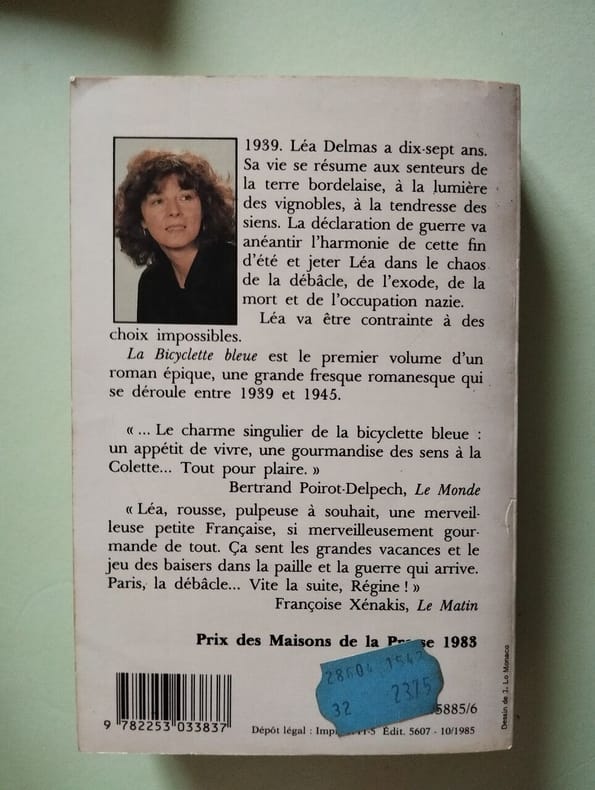 1939. Léa Delmas a dix-sept ans.
Sa vie se résume aux senteurs de
la terre bordelaise, à la lumière
des vignobles, à la tendresse des
siens. La déclaration de guerre va
anéantir l'harmonie de cette fin
d'été et jeter Léa dans le chaos
de la débâcle, de l'exode, de la
mort et de l'occupation nazie.
Léa va être contrainte à des
choix impossibles.
La Bicyclette bleue est le premier volume d'un
roman épique, une grande fresque romanesque qui
se déroule entre 1939 et 1945.
« ... Le charme singulier de la bicyclette bleue :
un appétit de vivre, une gourmandise des sens à la
Colette... Tout pour plaire. »
Bertrand Poirot-Delpech, Le Monde
« Léa, rousse, pulpeuse à souhait, une merveil-
leuse petite Française, si merveilleusement gour-
mande de tout. Ça sent les grandes vacances et le
jeu des baisers dans la paille et la guerre qui arrive.
Paris, la débâcle... Vite la suite, Régine ! »
Françoise Xénakis, Le Matin
Prix des Maisons de la Presse 1983
28604 1542
32 2375
5885/6
9 782253 033837
Dépôt légal : Édit. 5607 - 10/1985
Dessin de J. Lo Monaco